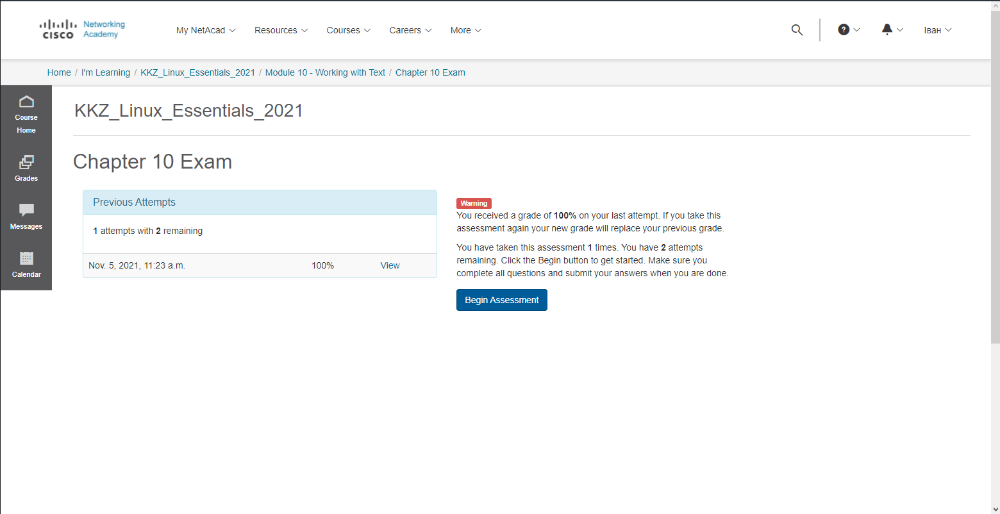 CISCO
Networking
Academy
My NetAcad
Resources
Courses
Careers
More
?
Іван
Home / I'm Learning / KKZ_Linux_Essentials_2021 / Module 10 - Working with Text / Chapter 10 Exam
Course
Home
Grades
Messages
Calendar
KKZ_Linux_Essentials_2021
Chapter 10 Exam
Previous Attempts
1 attempts with 2 remaining
Nov. 5, 2021, 11:23 a.m. 100% View
Warning
You received a grade of 100% on your last attempt. If you take this
assessment again your new grade will replace your previous grade.
You have taken this assessment 1 times. You have 2 attempts
remaining. Click the Begin button to get started. Make sure you
complete all questions and submit your answers when you are done.
Begin Assessment